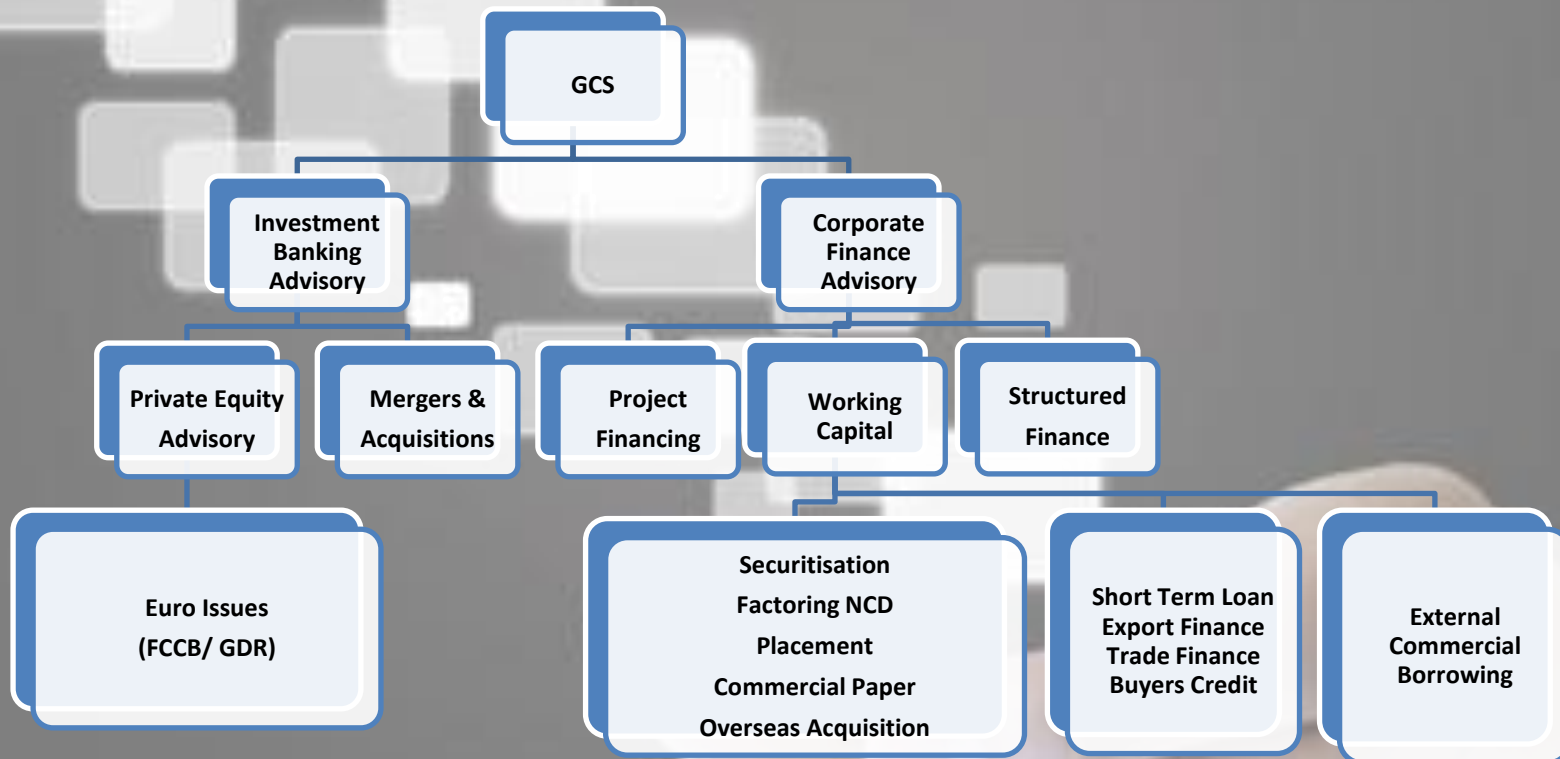 GCS
Investment
Banking
Advisory
Corporate
Finance
Advisory
Private Equity
Advisory
Mergers &
Acquisitions
Project
Financing
Working
Capital
Structured
Finance
Euro Issues
(FCCB/ GDR)
Securitisation
Factoring NCD
Placement
Commercial Paper
Overseas Acquisition
Short Term Loan
Export Finance
Trade Finance
Buyers Credit
External
Commercial
Borrowing